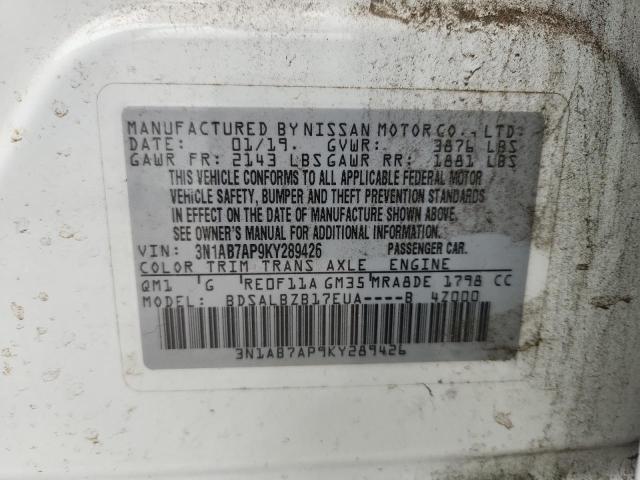 MANUFACTURED BY NISSAN MOTOR CO., LTD.
DATE: 01/19. GVWR: 3876 LBS
GAWR FR: 2143 LBS GAWR RR: 1881 LBS
THIS VEHICLE CONFORMS TO ALL APPLICABLE FEDERAL MOTOR
VEHICLE SAFETY, BUMPER AND THEFT PREVENTION STANDARDS
IN EFFECT ON THE DATE OF MANUFACTURE SHOWN ABOVE.
SEE OWNER'S MANUAL FOR ADDITIONAL INFORMATION.
VIN: 3N1AB7AP9KY289426 PASSENGER CAR.
COLOR TRIM TRANS AXLE ENGINE
QM1 G RE0F11A GM35 MRA8DE 1798 CC
MODEL: BDSALBZB17EUA----B 4Z000
3N1AB7AP9KY289426